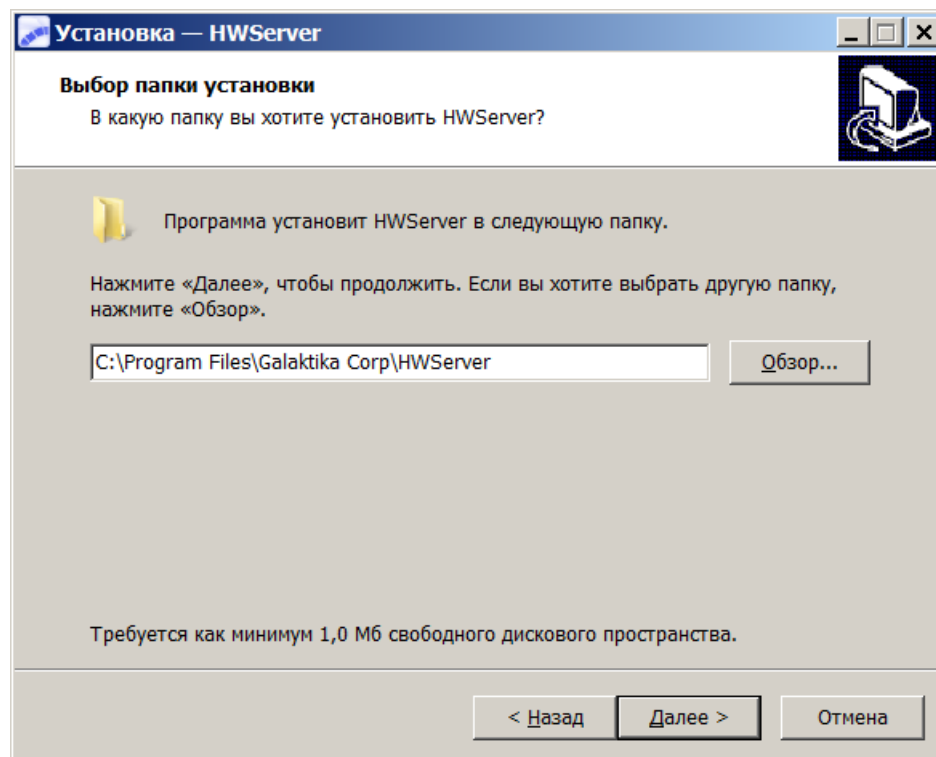 Установка — HWServer
Выбор папки установки
В какую папку вы хотите установить HWServer?
Программа установит HWServer в следующую папку.
Нажмите «Далее», чтобы продолжить. Если вы хотите выбрать другую папку,
нажмите «Обзор».
C:\Program Files\Galaktika Corp\HWServer
Обзор...
Требуется как минимум 1,0 Мб свободного дискового пространства.
< Назад
Далее >
Отмена